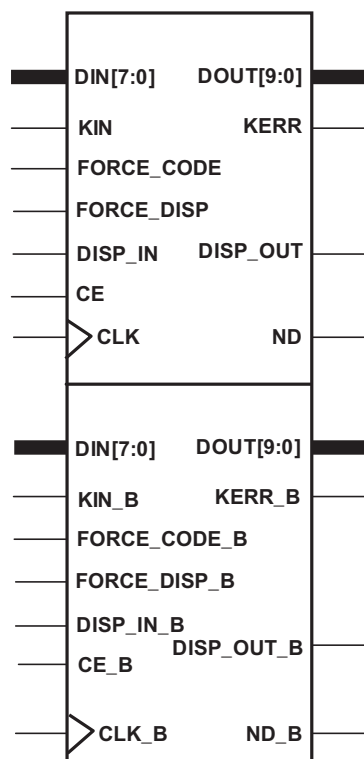 DIN[7:0] DOUT[9:0]
KIN KERR
FORCE_CODE
FORCE_DISP
DISP_IN DISP_OUT
CE
CLK ND
DIN[7:0] DOUT[9:0]
KIN_B KERR_B
FORCE_CODE_B
FORCE_DISP_B
DISP_IN_B
DISP_OUT_B
CE_B
CLK_B ND_B